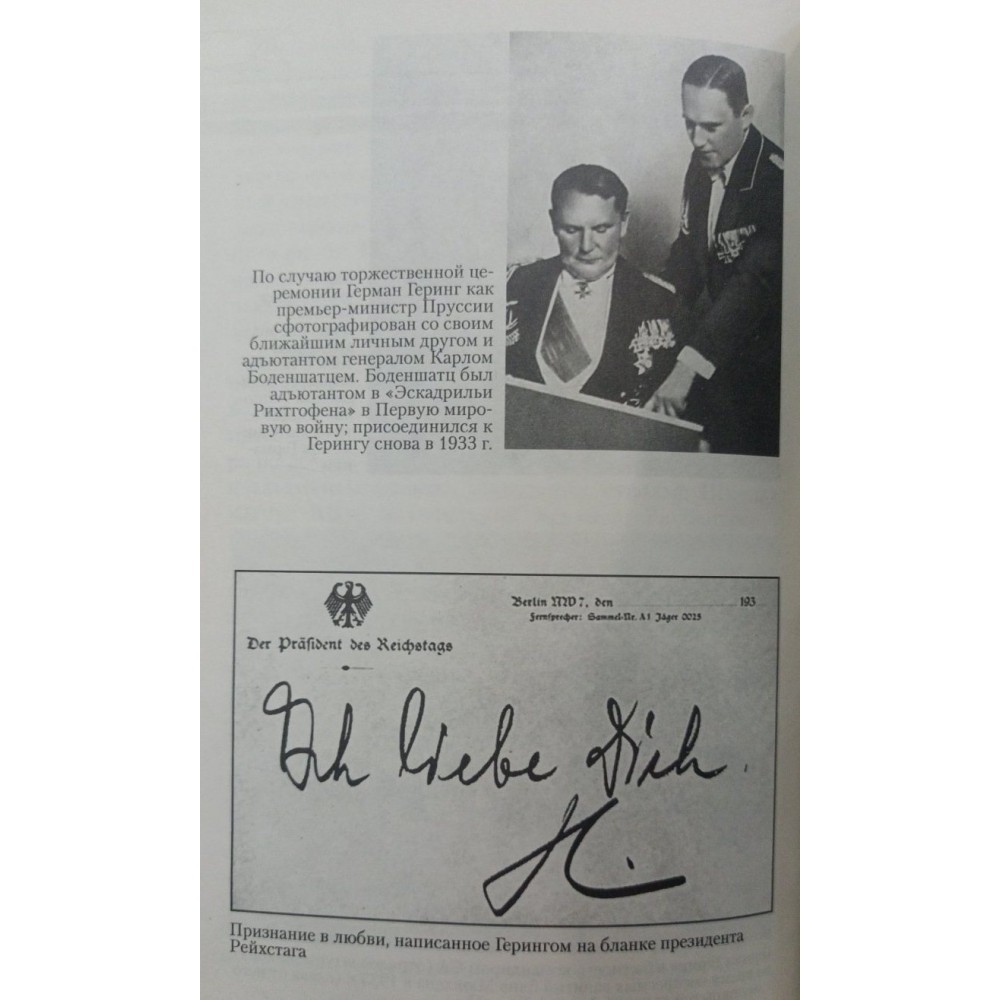 По случаю торжественной це-
ремонии Герман Геринг как
премьер-министр Пруссии
сфотографирован со своим
ближайшим личным другом и
адъютантом генералом Карлом
Боденшатцем. Боденшатц был
адъютантом в «Эскадрильи
Рихтгофена» в Первую миро-
вую войну; присоединился к
Герингу снова в 1933 г.
Berlin NW 7, den 193
Fernsprecher: Sammel-Nr. A 1 Jäger 0025
Der Präsident des Reichstags
Ich liebe Dich.
H.
Признание в любви, написанное Герингом на бланке президента
Рейхстага